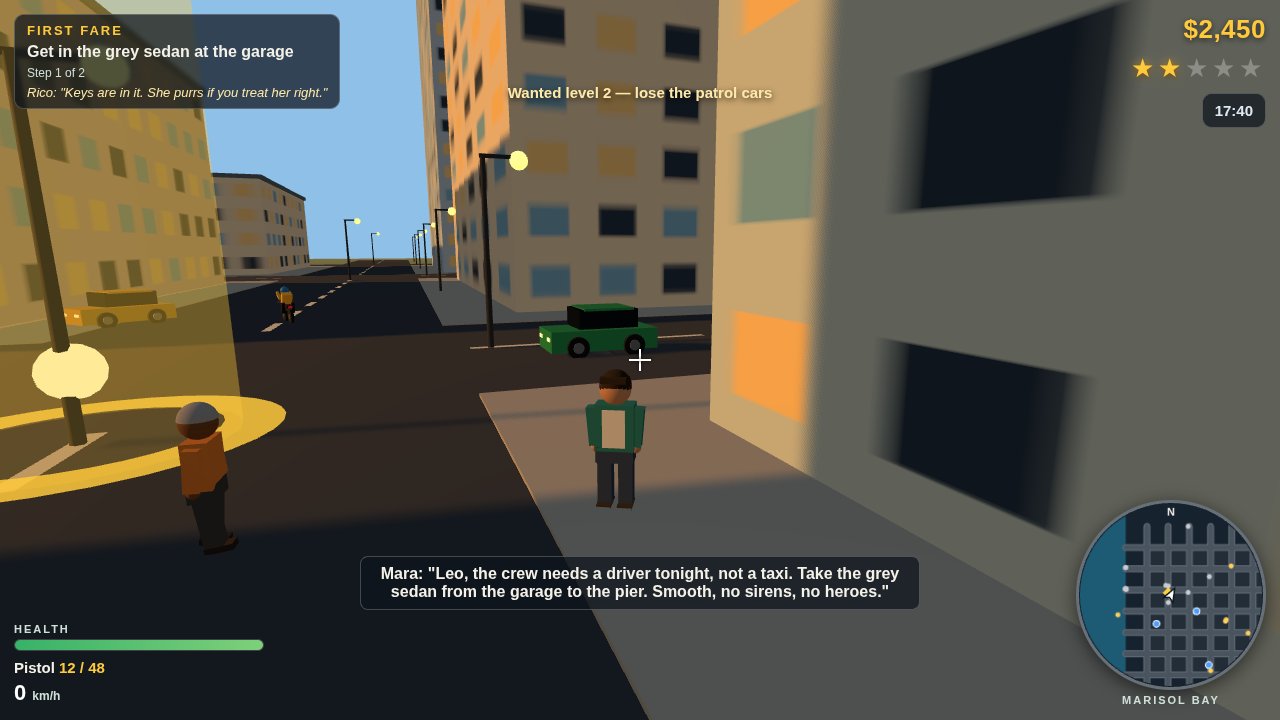 FIRST FARE
Get in the grey sedan at the garage
Step 1 of 2
Rico: "Keys are in it. She purrs if you treat her right."
$2,450
Wanted level 2 — lose the patrol cars
17:40
Mara: "Leo, the crew needs a driver tonight, not a taxi. Take the grey
sedan from the garage to the pier. Smooth, no sirens, no heroes."
N
HEALTH
Pistol 12 / 48
0 km/h
MARISOL BAY